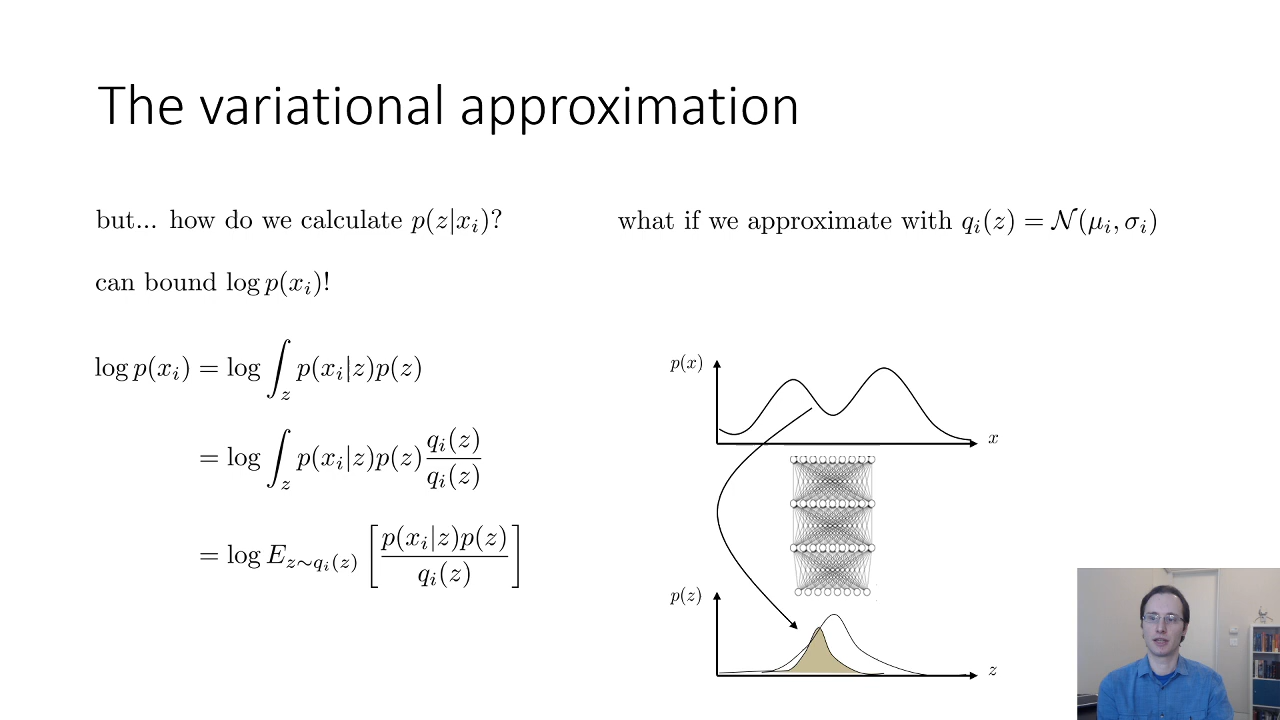 The variational approximation
but... how do we calculate p(z|x_i)?
what if we approximate with q_i(z) = 𝒩(μ_i, σ_i)
can bound log p(x_i)!
log p(x_i) = log ∫_z p(x_i|z)p(z)
= log ∫_z p(x_i|z)p(z) q_i(z)/q_i(z)
= log E_{z∼q_i(z)} [p(x_i|z)p(z)/q_i(z)]
p(x)
x
p(z)
z